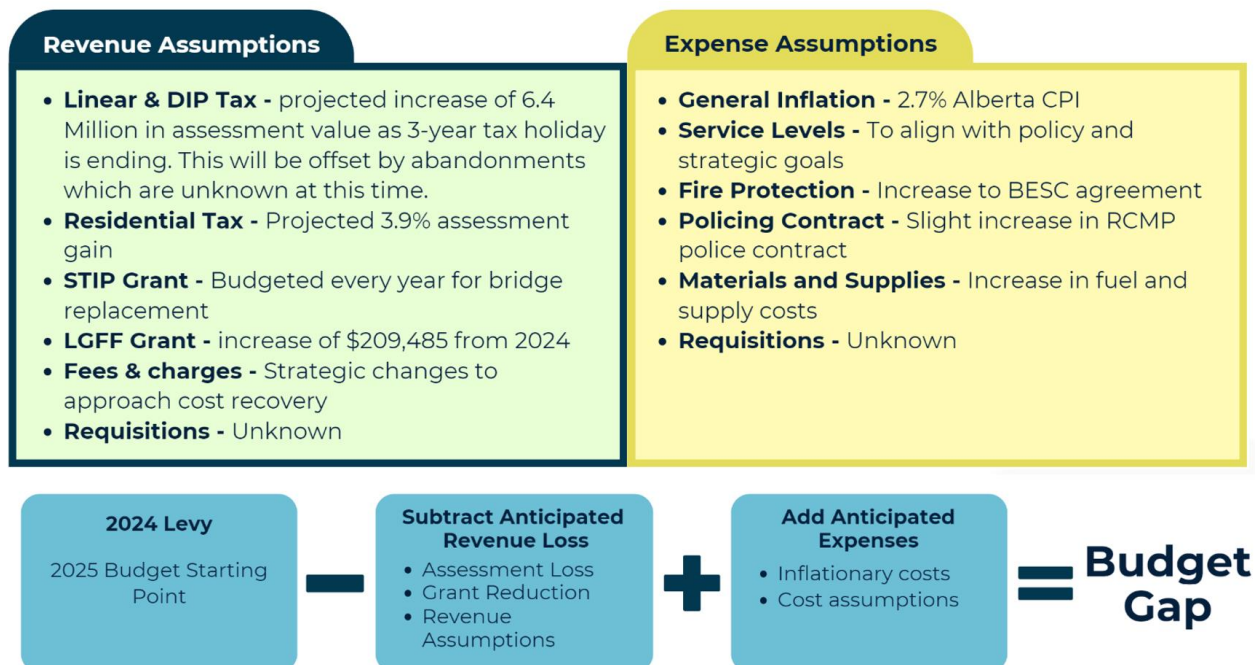 Revenue Assumptions
• Linear & DIP Tax - projected increase of 6.4
Million in assessment value as 3-year tax holiday
is ending. This will be offset by abandonments
which are unknown at this time.
• Residential Tax - Projected 3.9% assessment
gain
• STIP Grant - Budgeted every year for bridge
replacement
• LGFF Grant - increase of $209,485 from 2024
• Fees & charges - Strategic changes to
approach cost recovery
• Requisitions - Unknown
Expense Assumptions
• General Inflation - 2.7% Alberta CPI
• Service Levels - To align with policy and
strategic goals
• Fire Protection - Increase to BESC agreement
• Policing Contract - Slight increase in RCMP
police contract
• Materials and Supplies - Increase in fuel and
supply costs
• Requisitions - Unknown
2024 Levy
2025 Budget Starting
Point
−
Subtract Anticipated
Revenue Loss
• Assessment Loss
• Grant Reduction
• Revenue
Assumptions
+
Add Anticipated
Expenses
• Inflationary costs
• Cost assumptions
=
Budget
Gap